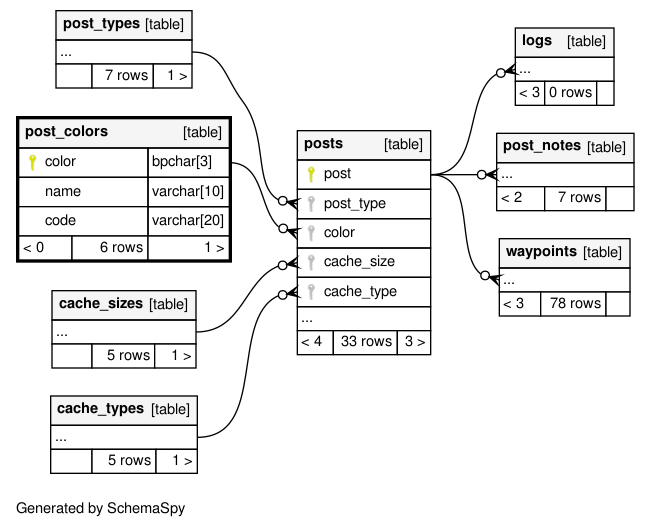 post_types [table]
...
7 rows 1 >
post_colors [table]
color bpchar[3]
name varchar[10]
code varchar[20]
< 0 6 rows 1 >
cache_sizes [table]
...
5 rows 1 >
cache_types [table]
...
5 rows 1 >
posts [table]
post
post_type
color
cache_size
cache_type
...
< 4 33 rows 3 >
logs [table]
...
< 3 0 rows
post_notes [table]
...
< 2 7 rows
waypoints [table]
...
< 3 78 rows
Generated by SchemaSpy